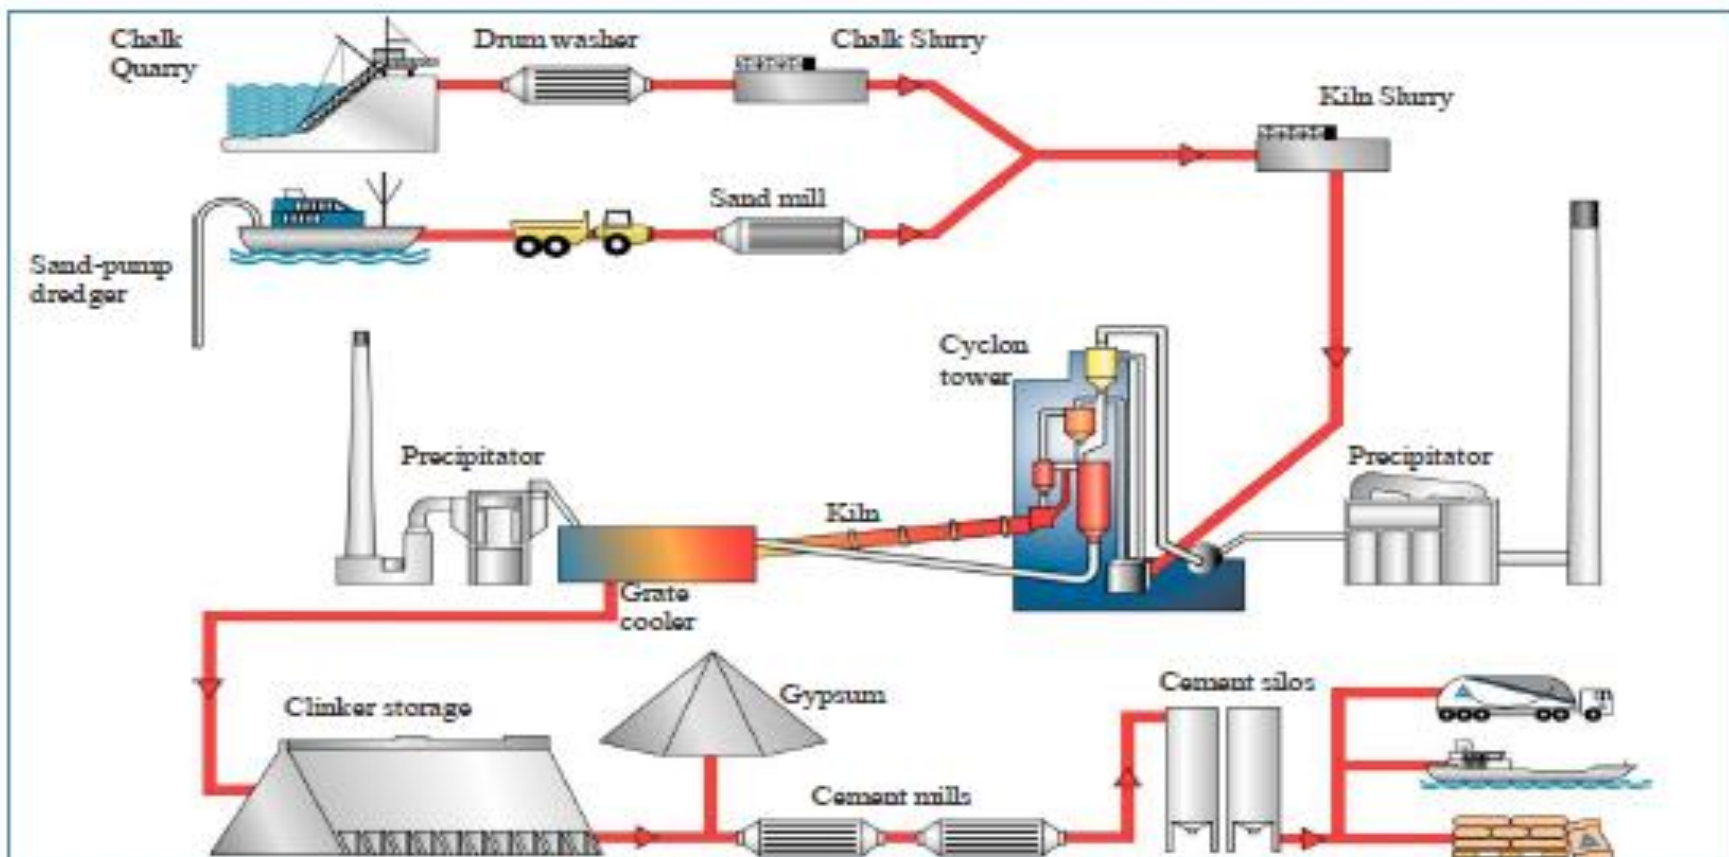 Chalk
Quarry
Drum washer
Chalk Slurry
Kiln Slurry
Sand mill
Sand-pump
dredger
Cyclon
tower
Precipitator
Precipitator
Kiln
Grate
cooler
Clinker storage
Gypsum
Cement silos
Cement mills